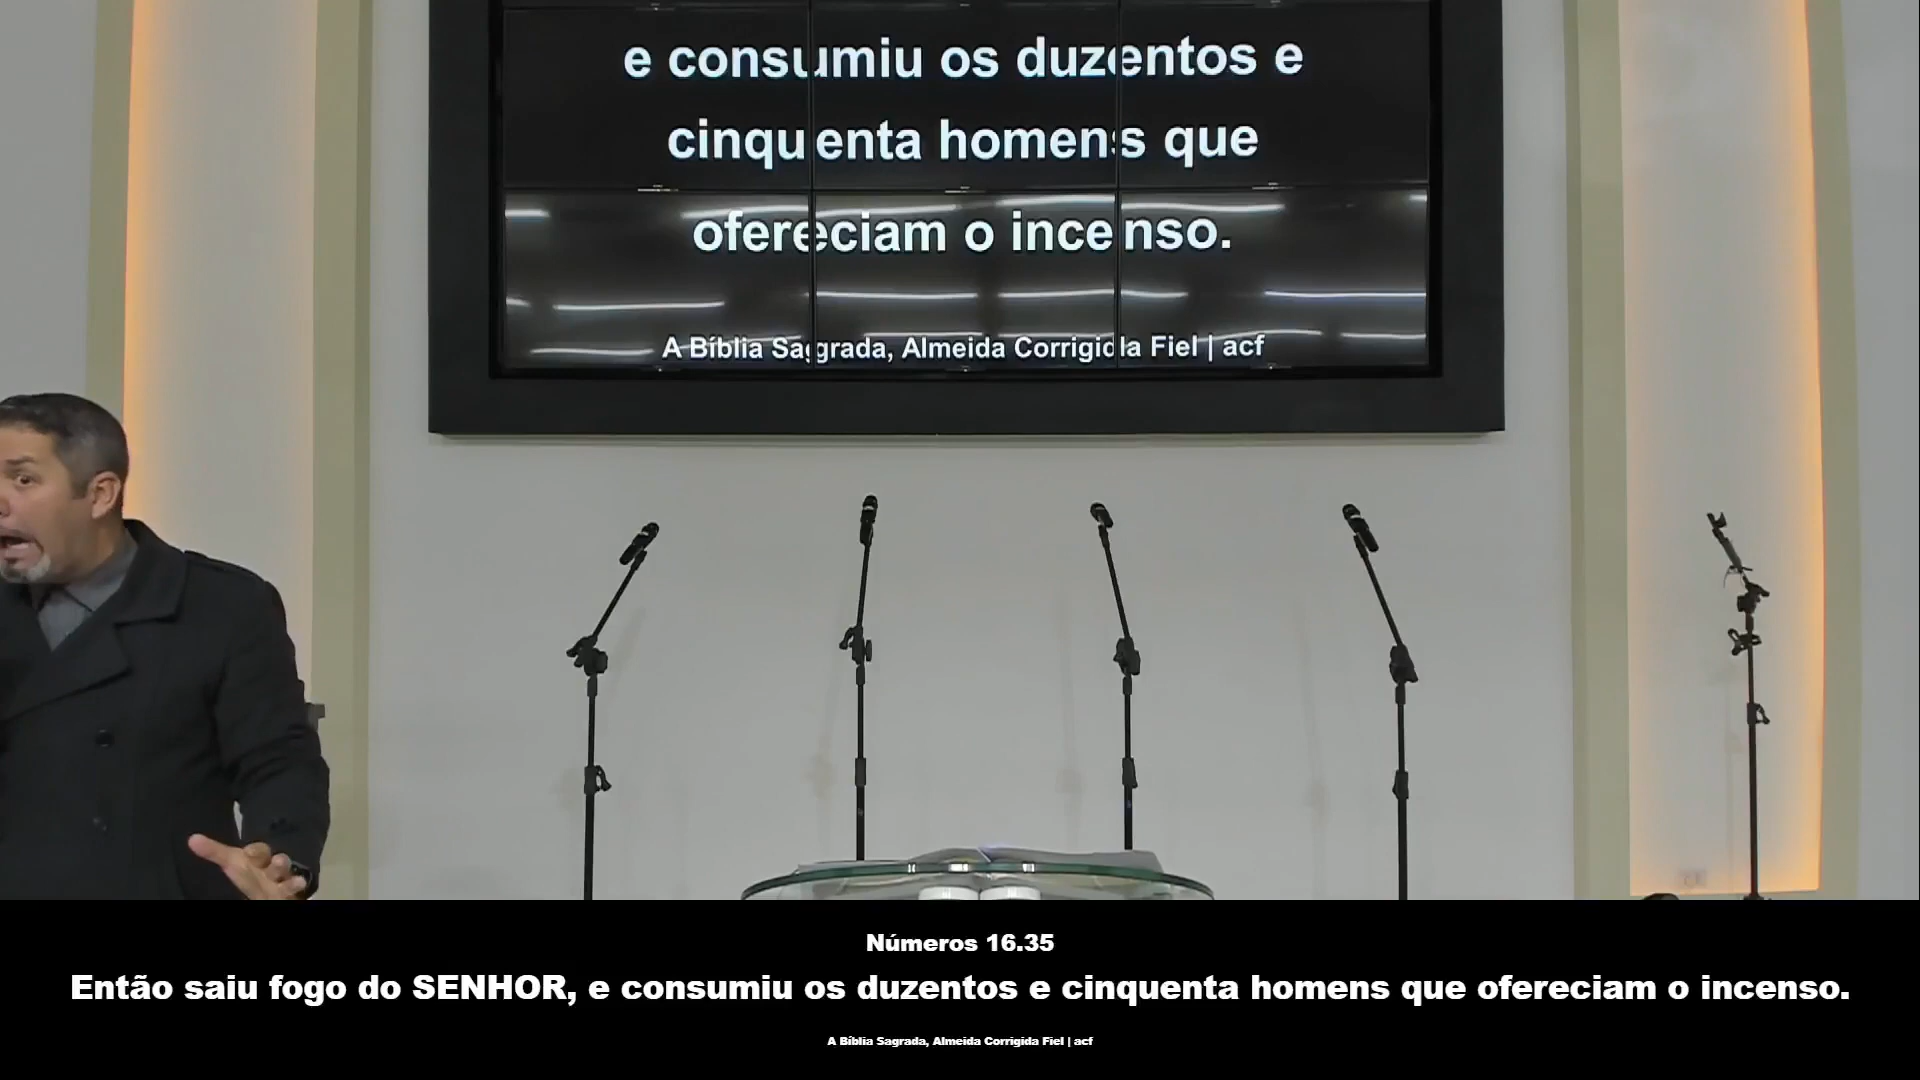 e consumiu os duzentos e
cinquenta homens que
ofereciam o incenso.
A Bíblia Sagrada, Almeida Corrigida Fiel | acf
Números 16.35
Então saiu fogo do SENHOR, e consumiu os duzentos e cinquenta homens que ofereciam o incenso.
A Bíblia Sagrada, Almeida Corrigida Fiel | acf